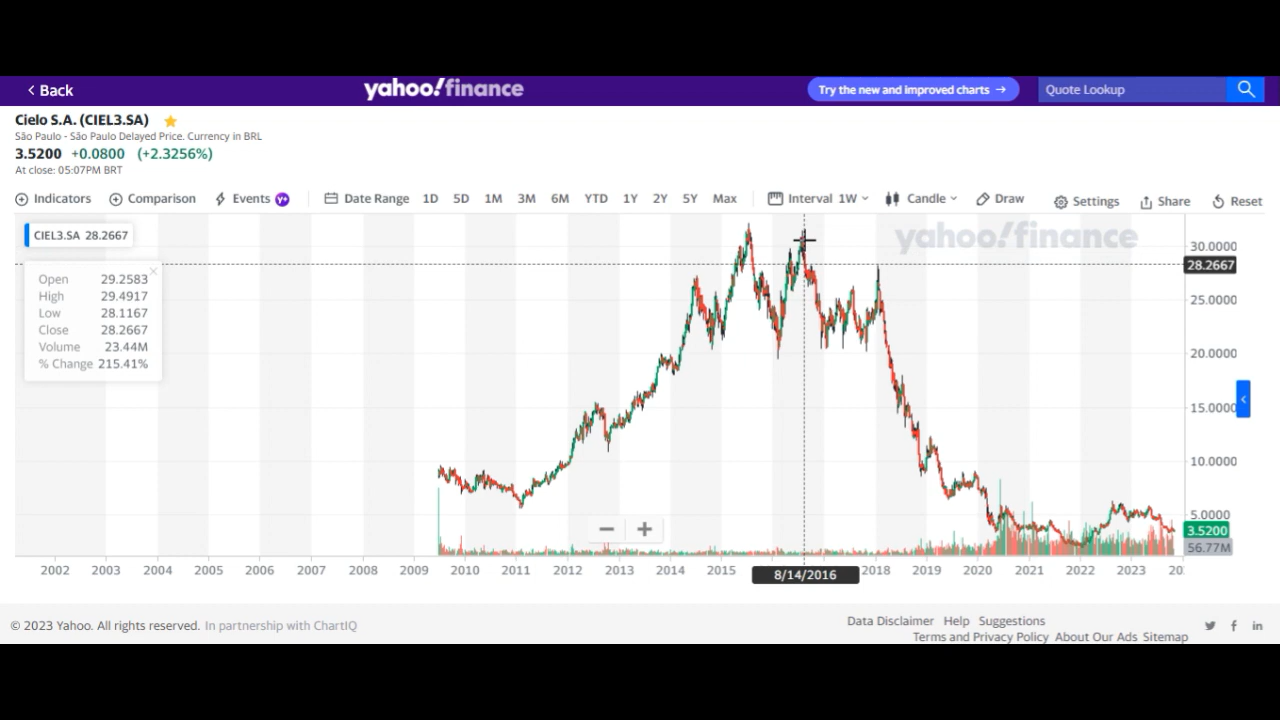 < Back yahoo!finance Try the new and improved charts → Quote Lookup
Cielo S.A. (CIEL3.SA)
São Paulo - São Paulo Delayed Price. Currency in BRL
3.5200 +0.0800 (+2.3256%)
At close: 05:07PM BRT
Indicators Comparison Events Y+ Date Range 1D 5D 1M 3M 6M YTD 1Y 2Y 5Y Max Interval 1W Candle Draw Settings Share Reset
CIEL3.SA 28.2667
yahoo!finance
Open 29.2583
High 29.4917
Low 28.1167
Close 28.2667
Volume 23.44M
% Change 215.41%
30.0000
28.2667
25.0000
20.0000
15.0000
10.0000
5.0000
3.5200
56.77M
2002 2003 2004 2005 2006 2007 2008 2009 2010 2011 2012 2013 2014 2015 8/14/2016 2018 2019 2020 2021 2022 2023
© 2023 Yahoo. All rights reserved. In partnership with ChartIQ
Data Disclaimer Help Suggestions
Terms and Privacy Policy About Our Ads Sitemap